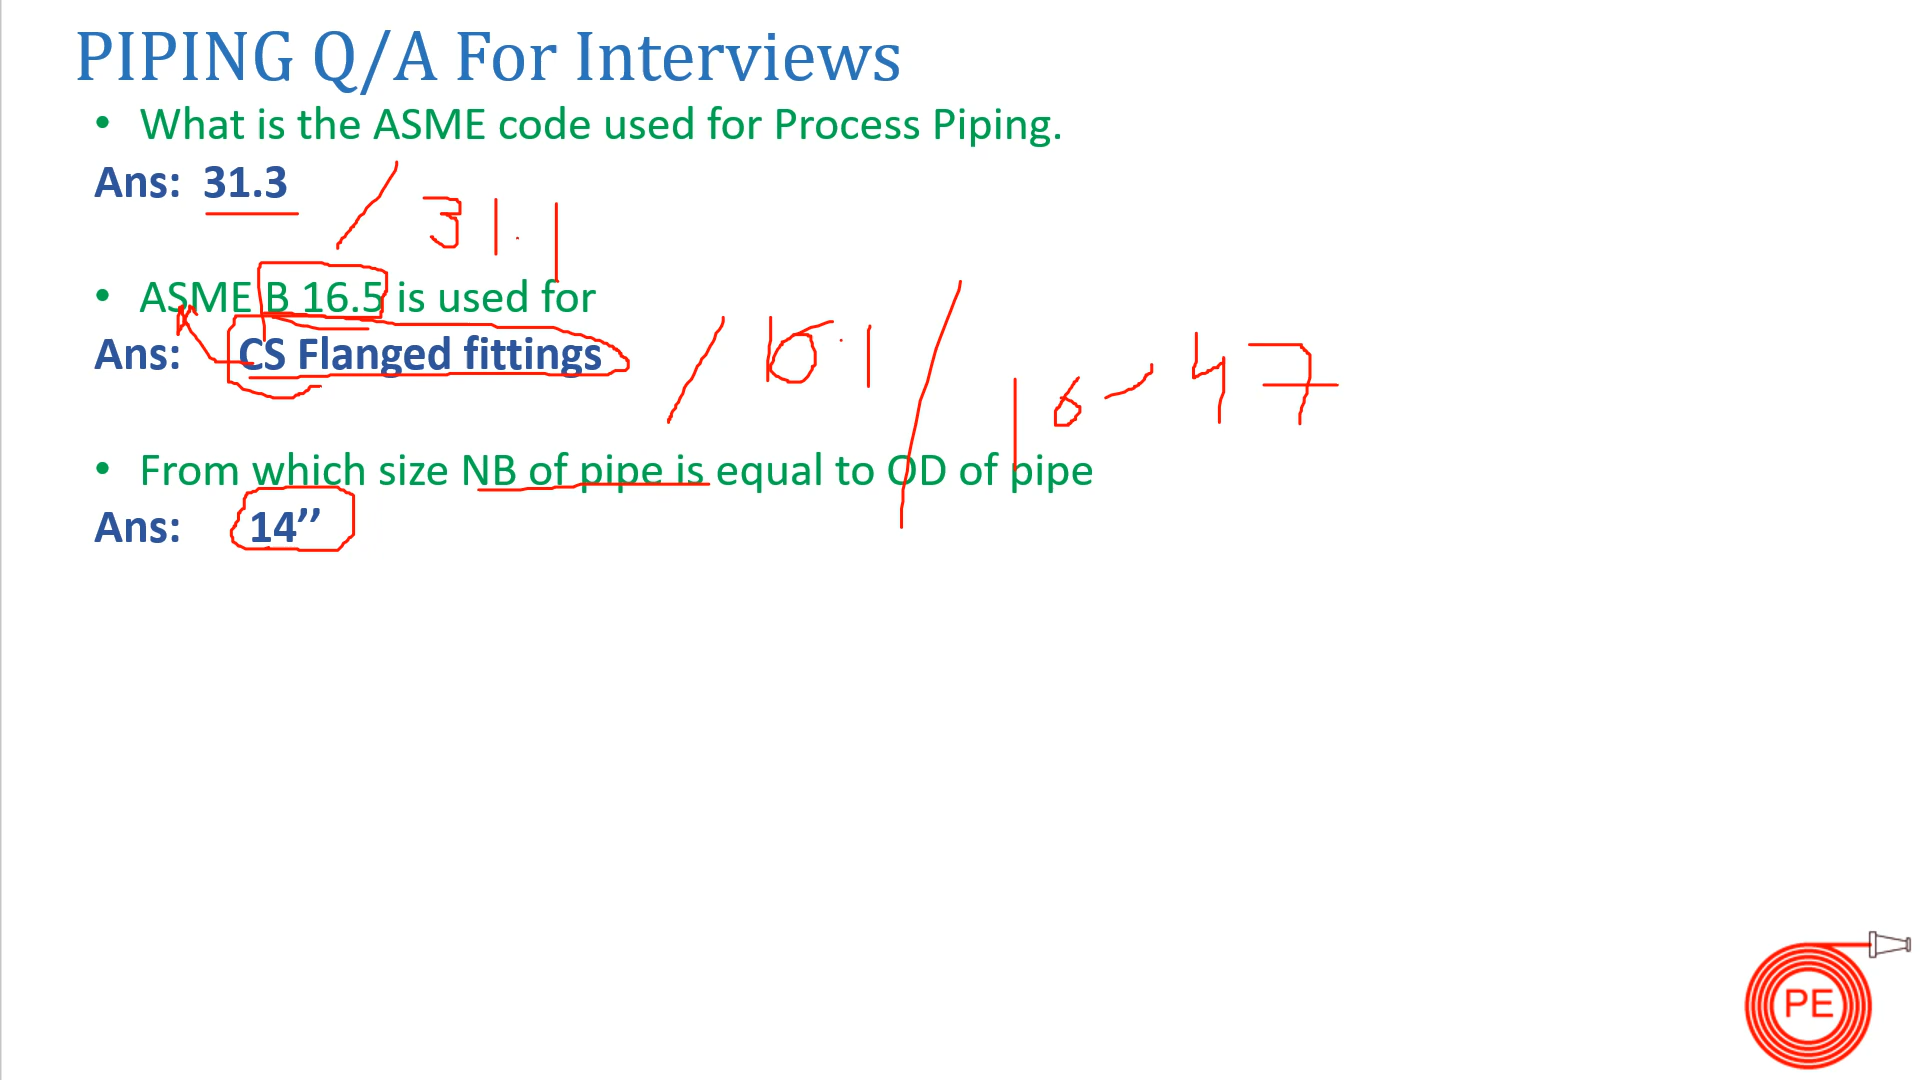 PIPING Q/A For Interviews
• What is the ASME code used for Process Piping.
Ans: 31.3
/ 31.1
• ASME B 16.5 is used for
Ans: CS Flanged fittings
/ 16.1 / 16-47
• From which size NB of pipe is equal to OD of pipe
Ans: 14’’
PE